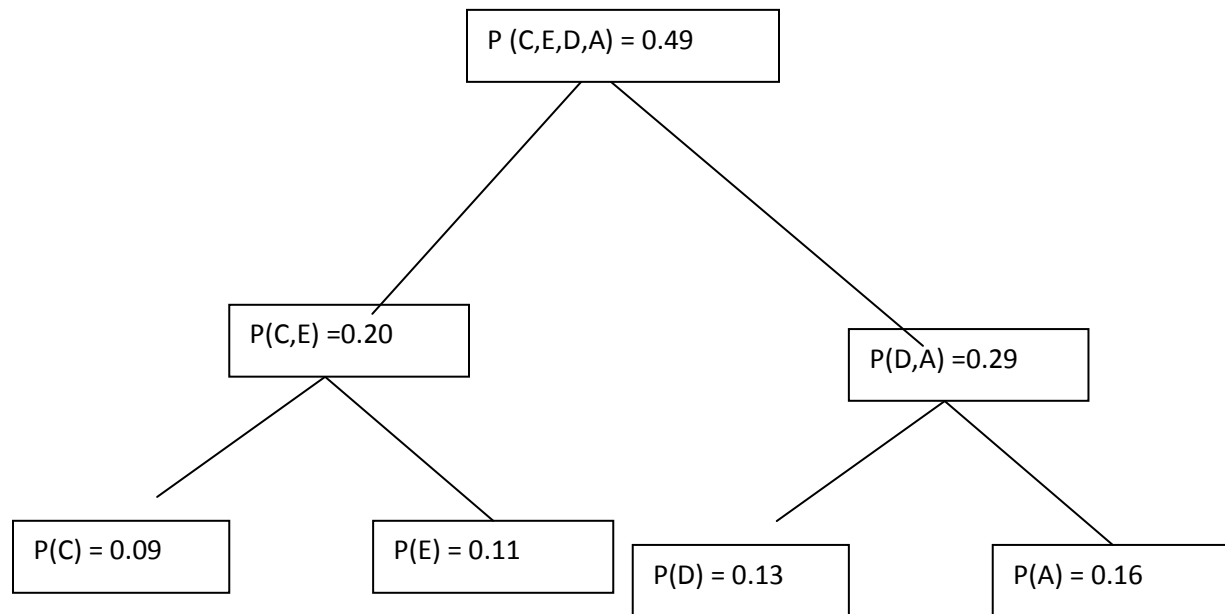 P (C,E,D,A) = 0.49
P(C,E) =0.20
P(D,A) =0.29
P(C) = 0.09
P(E) = 0.11
P(D) = 0.13
P(A) = 0.16